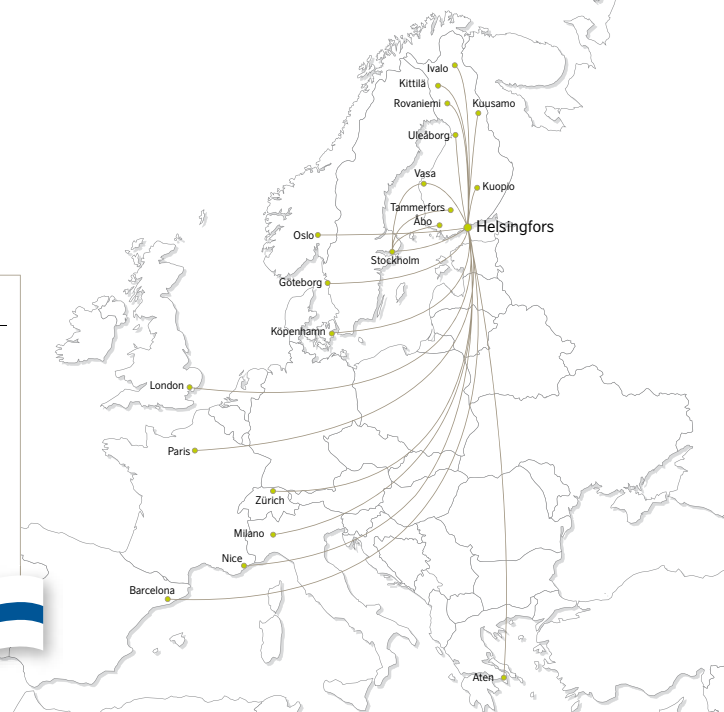 Ivalo
Kittilä
Rovaniemi
Kuusamo
Uleåborg
Vasa
Kuopio
Tammerfors
Åbo
Helsingfors
Oslo
Stockholm
Göteborg
Köpenhamn
London
Paris
Zürich
Milano
Nice
Barcelona
Aten